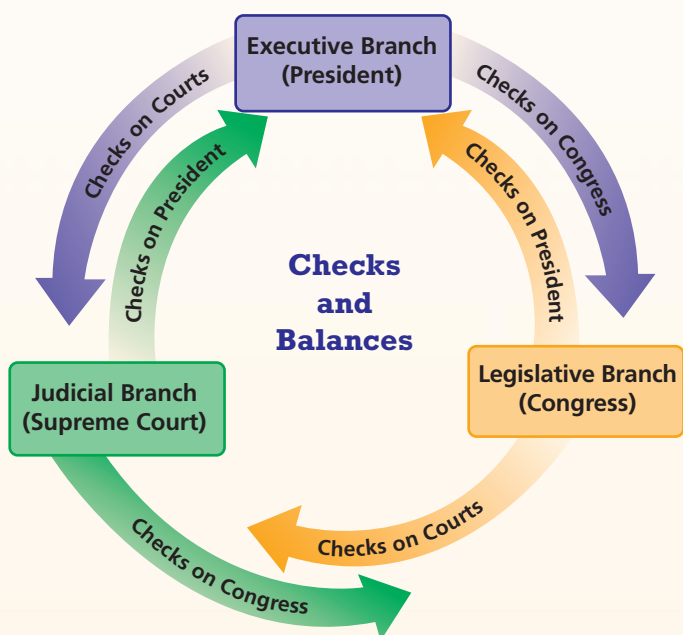 Executive Branch
(President)
Checks on Courts
Checks on President
Checks on Congress
Checks on President
Checks
and
Balances
Judicial Branch
(Supreme Court)
Legislative Branch
(Congress)
Checks on Courts
Checks on Congress